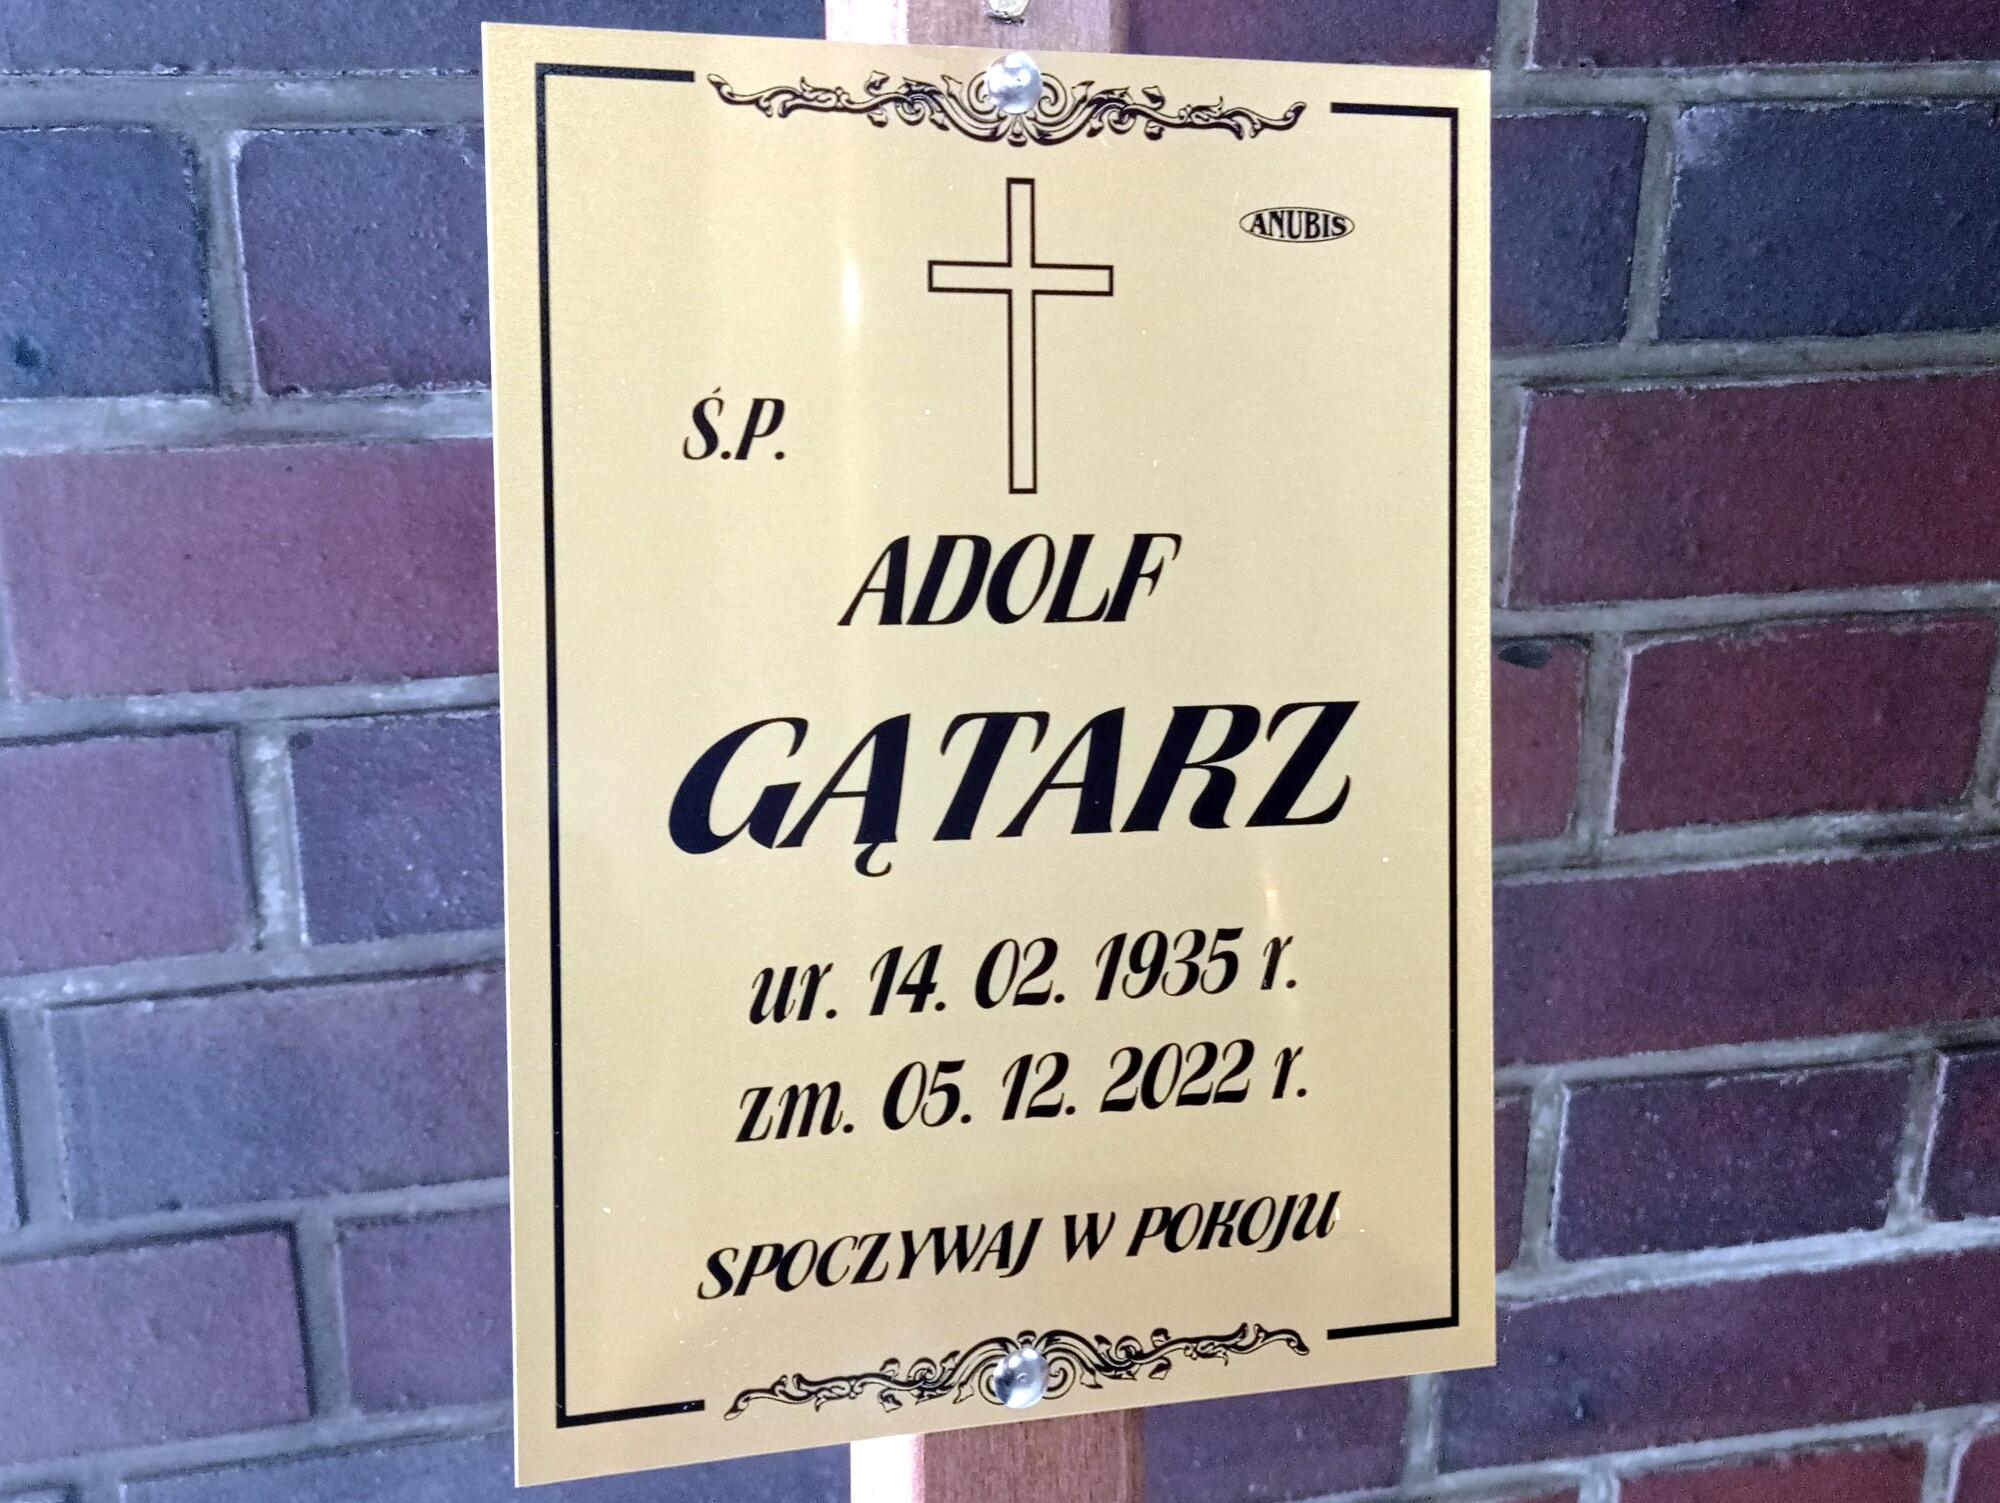 ANUBIS
Ś.P.
ADOLF
GĄTARZ
ur. 14. 02. 1935 r.
zm. 05. 12. 2022 r.
SPOCZYWAJ W POKOJU